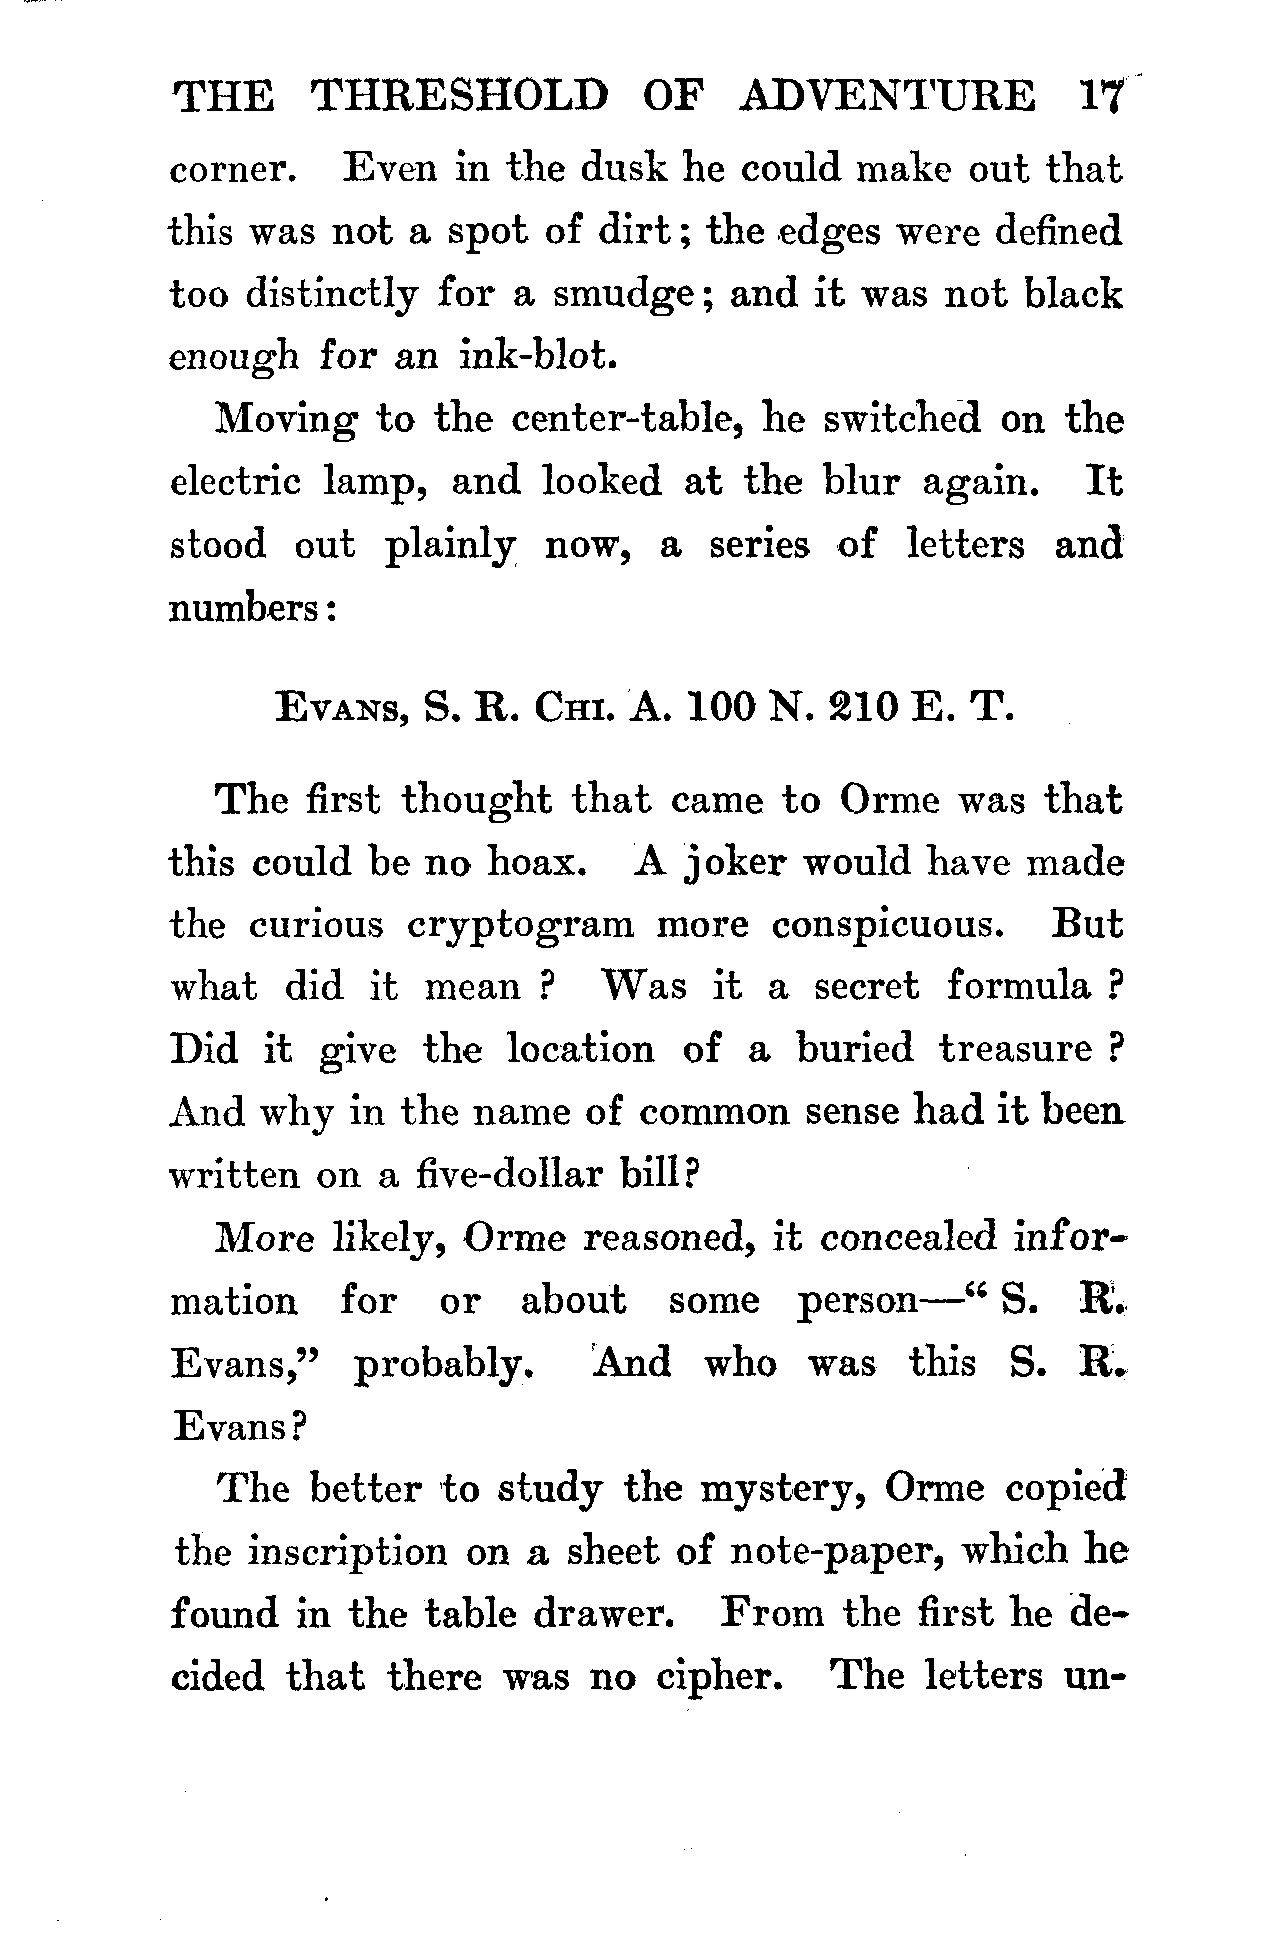 THE THRESHOLD OF ADVENTURE 17
corner. Even in the dusk he could make out that
this was not a spot of dirt; the edges were defined
too distinctly for a smudge; and it was not black
enough for an ink-blot.
Moving to the center-table, he switched on the
electric lamp, and looked at the blur again. It
stood out plainly now, a series of letters and
numbers:
EVANS, S. R. CHI. A. 100 N. 210 E. T.
The first thought that came to Orme was that
this could be no hoax. A joker would have made
the curious cryptogram more conspicuous. But
what did it mean ? Was it a secret formula ?
Did it give the location of a buried treasure ?
And why in the name of common sense had it been
written on a five-dollar bill?
More likely, Orme reasoned, it concealed infor-
mation for or about some person—“ S. R.
Evans,” probably. And who was this S. R.
Evans?
The better to study the mystery, Orme copied
the inscription on a sheet of note-paper, which he
found in the table drawer. From the first he de-
cided that there was no cipher. The letters un-